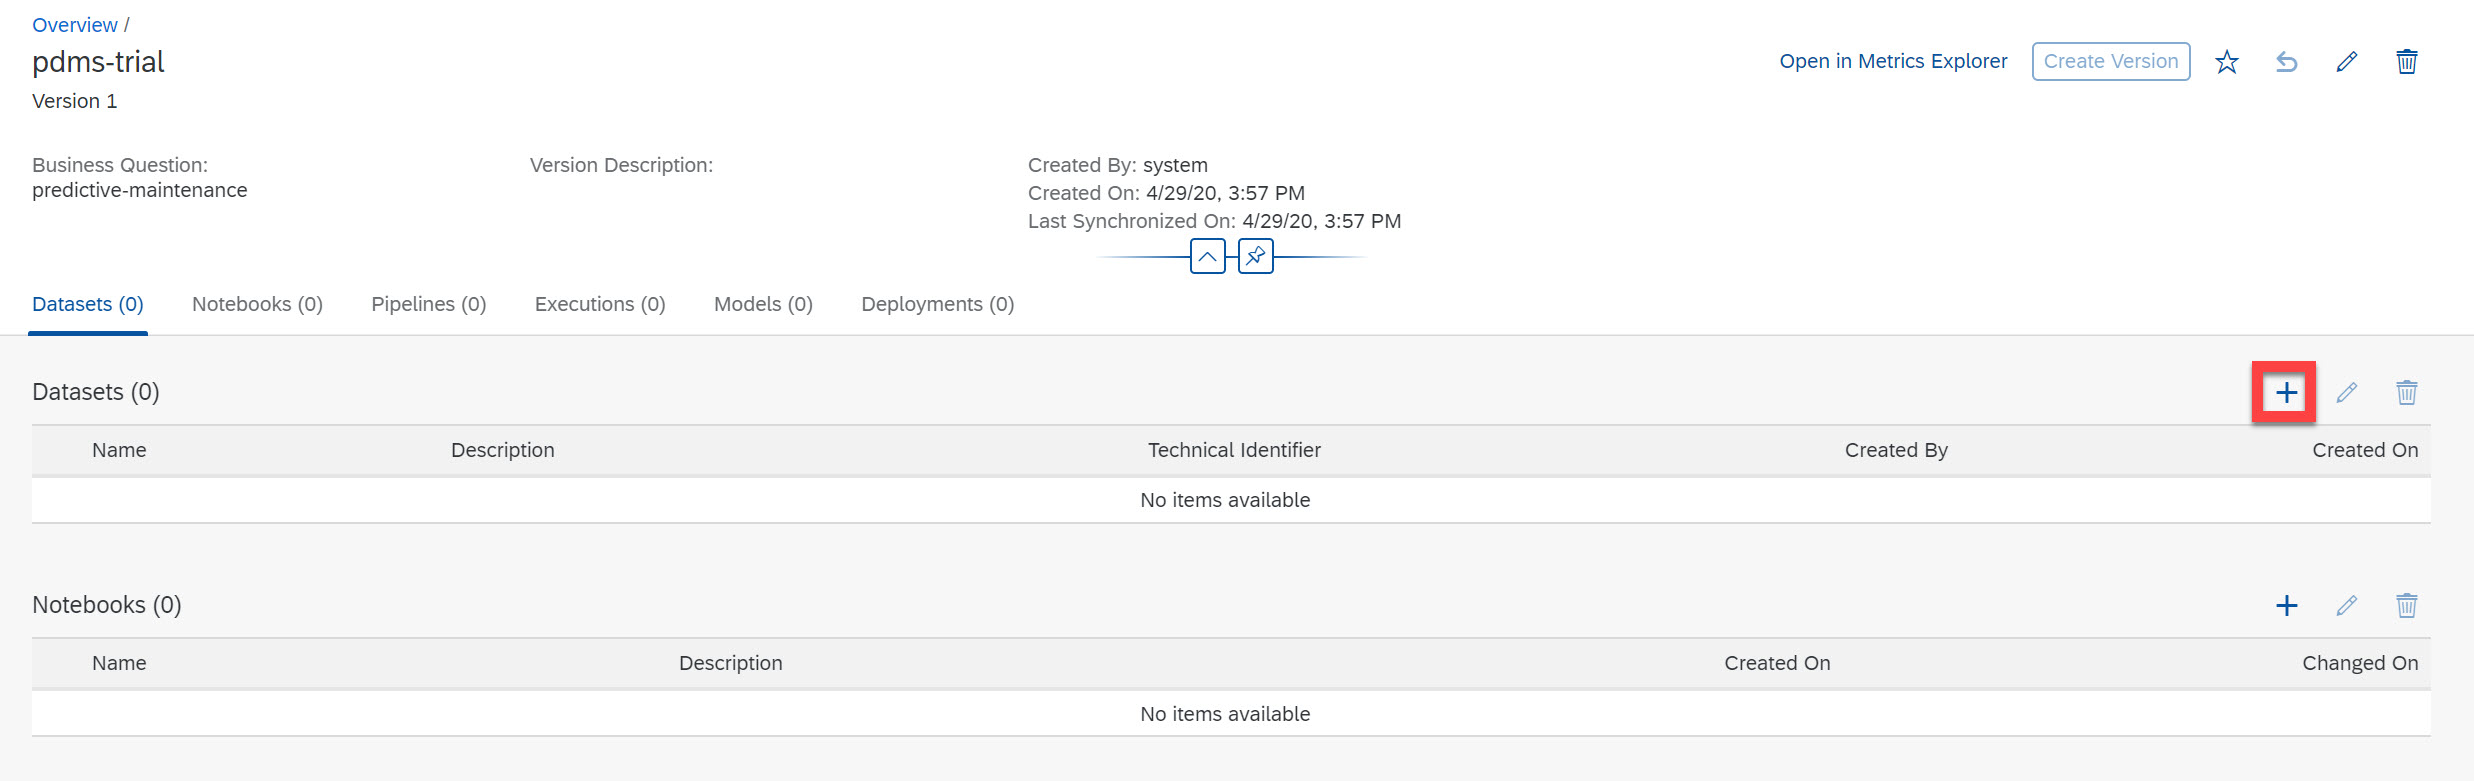 Overview /
pdms-trial
Open in Metrics Explorer Create Version
Version 1
Business Question:
predictive-maintenance
Version Description:
Created By: system
Created On: 4/29/20, 3:57 PM
Last Synchronized On: 4/29/20, 3:57 PM
Datasets (0) Notebooks (0) Pipelines (0) Executions (0) Models (0) Deployments (0)
Datasets (0)
Name Description Technical Identifier Created By Created On
No items available
Notebooks (0)
Name Description Created On Changed On
No items available